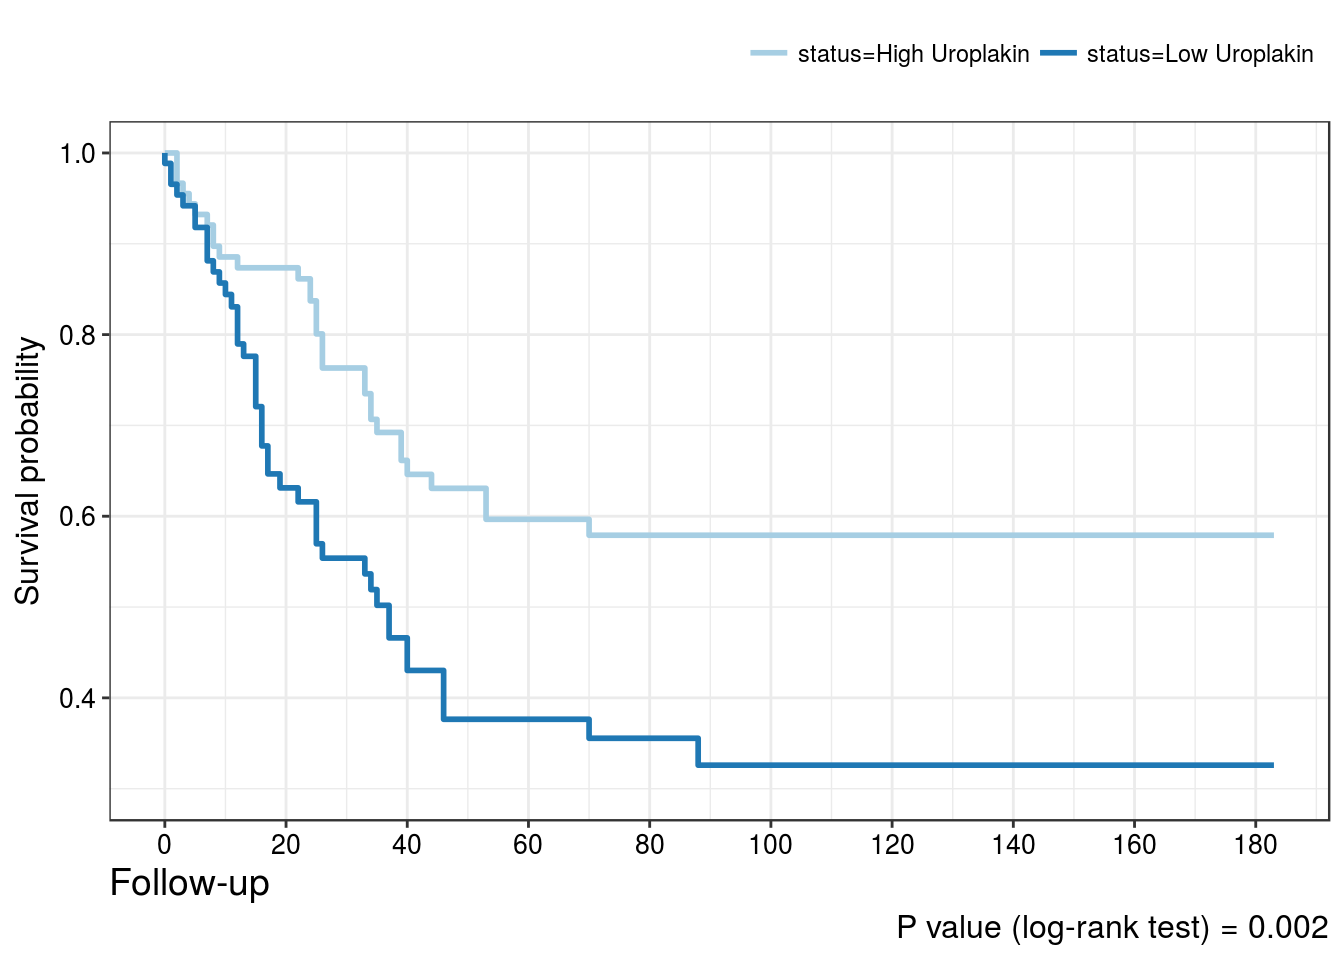 status=High Uroplakin status=Low Uroplakin
1.0
0.8
0.6
0.4
Survival probability
0 20 40 60 80 100 120 140 160 180
Follow-up
P value (log-rank test) = 0.002